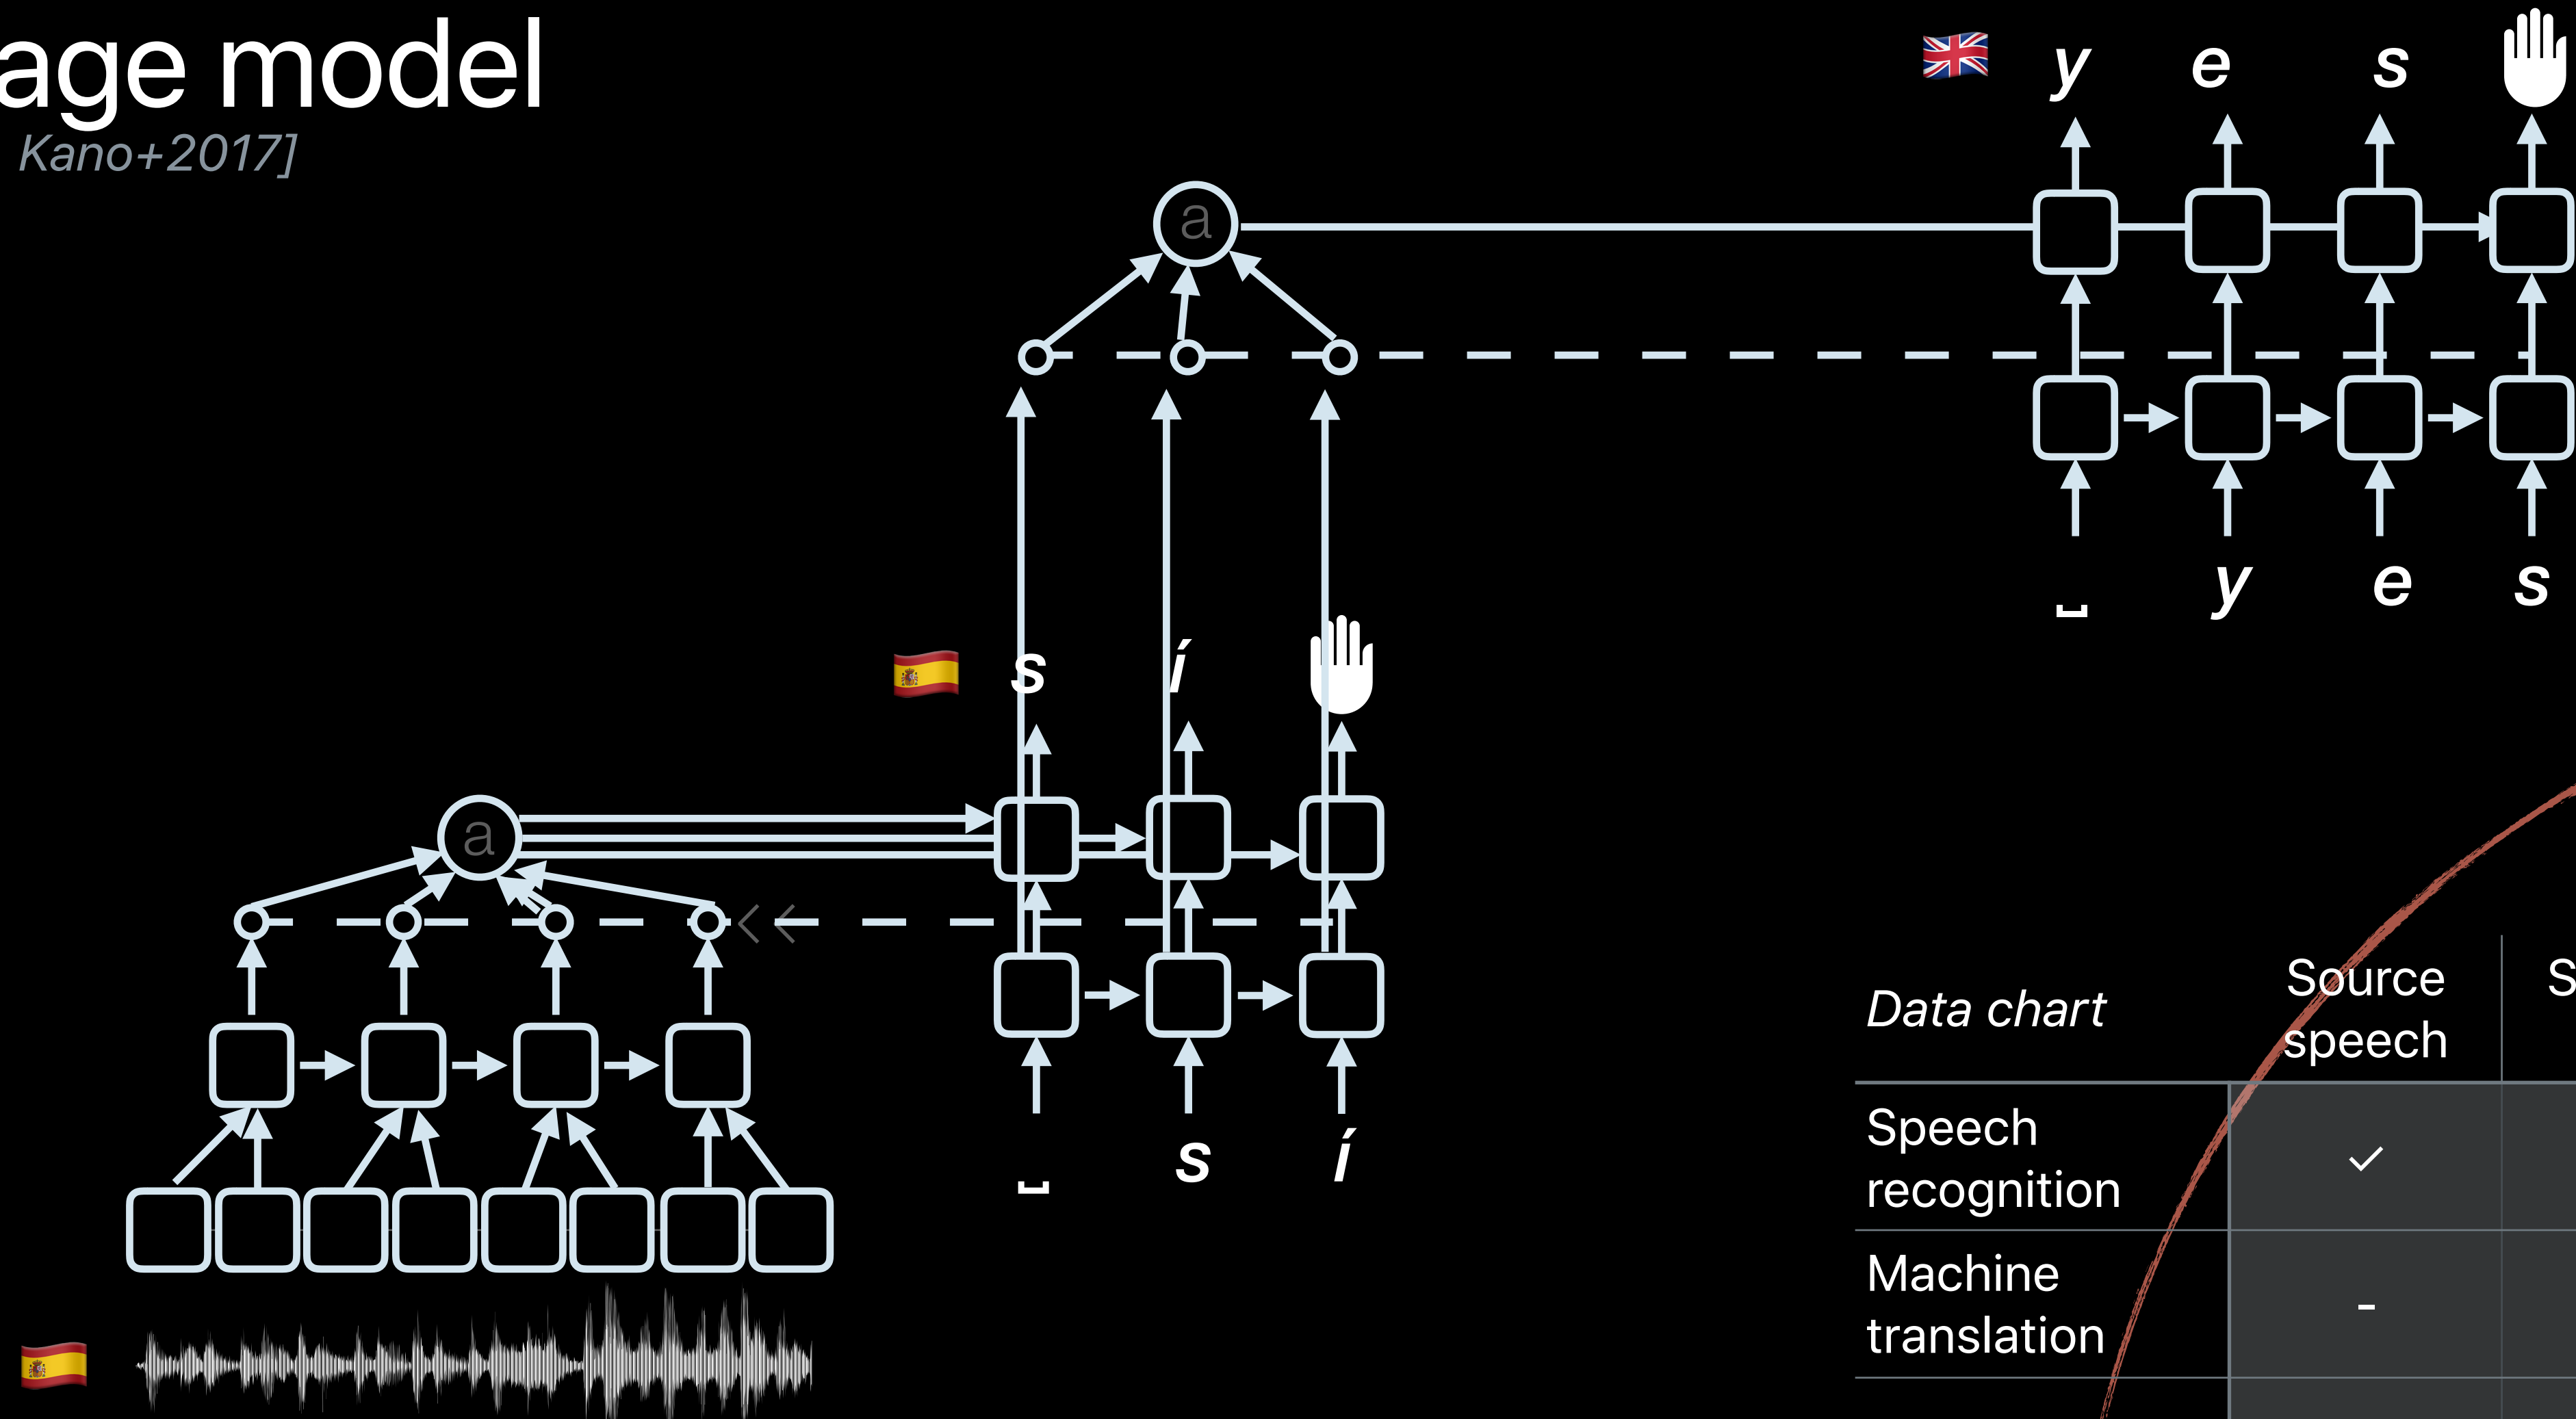 age model
Kano+2017]
y e s
a
y e s
s í
a
s í
Data chart
Source
speech
S
Speech
recognition
✓
Machine
translation
-